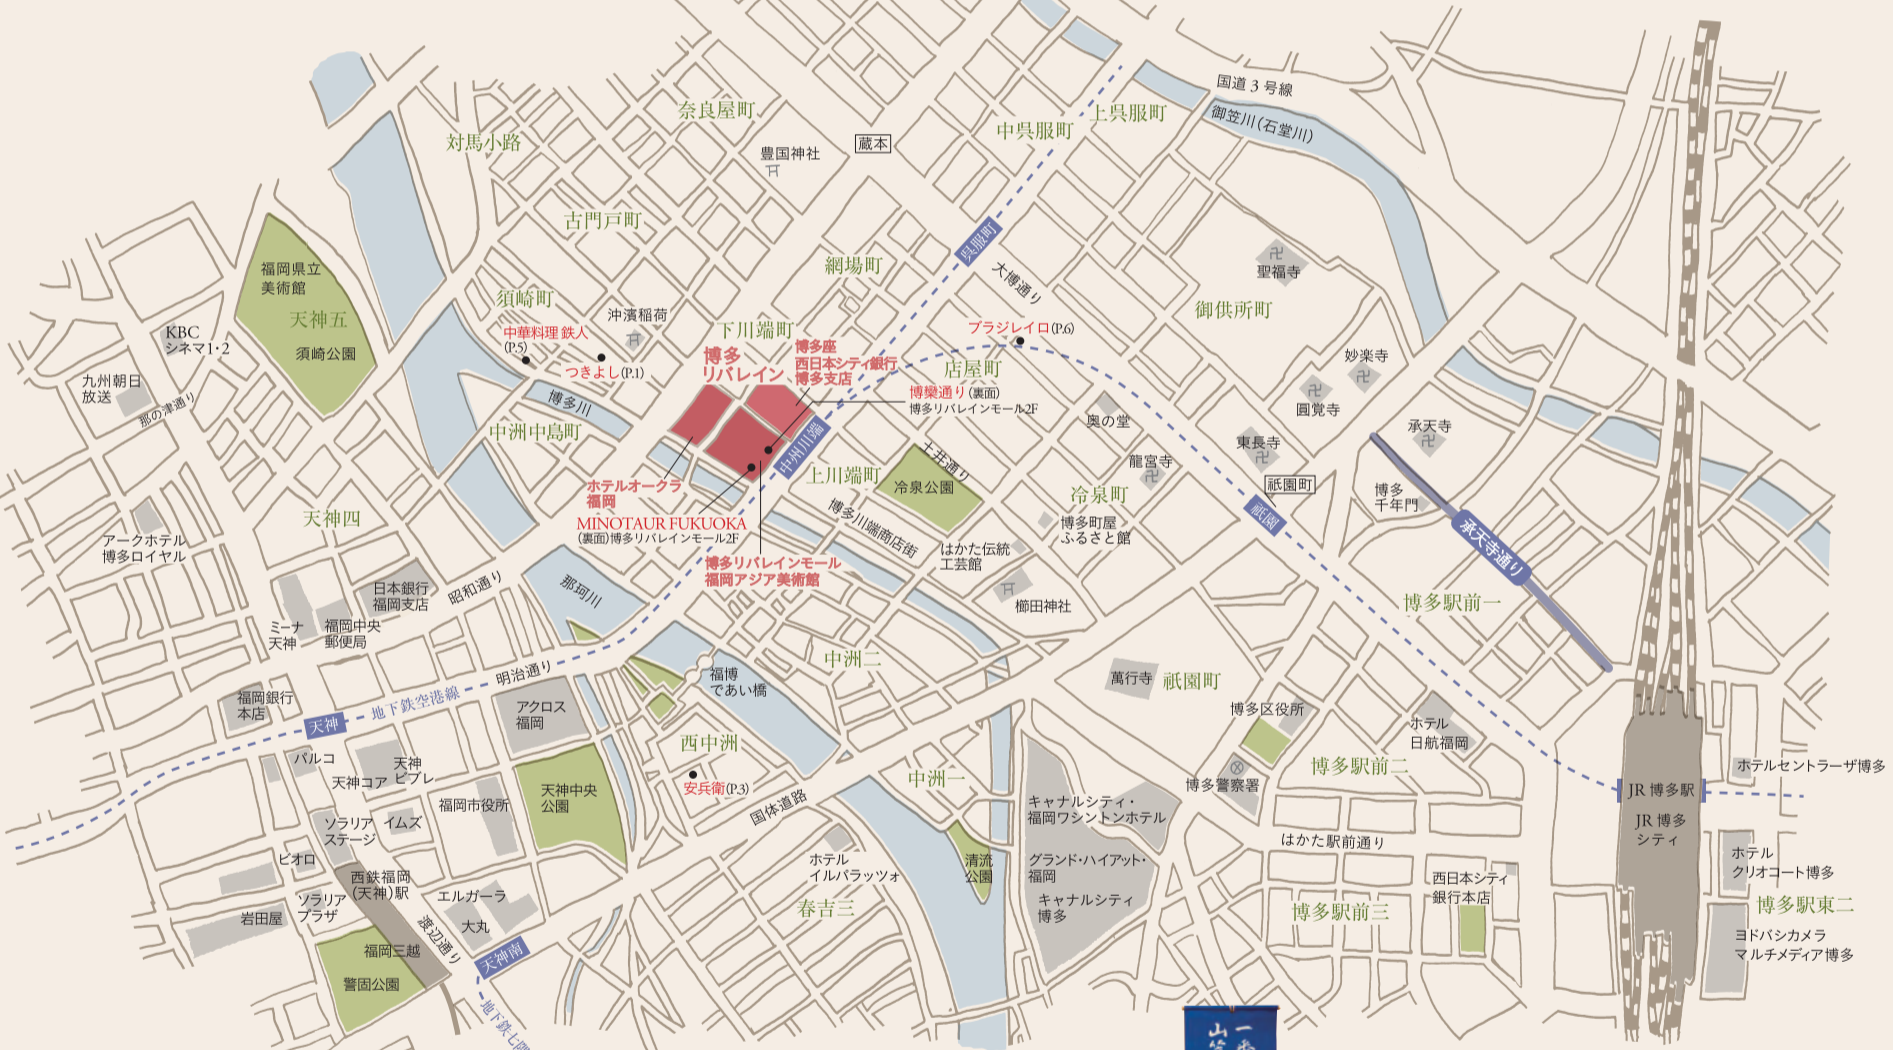 国道3号線
御笠川(石堂川)
上呉服町
中呉服町
奈良屋町
蔵本
対馬小路
豊国神社
古門戸町
呉服町
大博通り
網場町
聖福寺
御供所町
福岡県立
美術館
天神五
須崎公園
KBC
シネマ1・2
九州朝日
放送
那の津通り
須崎町
中華料理 鉄人
(P.5)
沖濱稲荷
つきよし(P.1)
下川端町
博多
リバレイン
博多座
西日本シティ銀行
博多支店
ブラジレイロ(P.6)
店屋町
博欒通り(裏面)
博多リバレインモール2F
妙楽寺
圓覚寺
承天寺
東長寺
奥の堂
龍宮寺
祇園町
祇園
博多
千年門
承天寺通り
博多川
中洲中島町
中州川端
上川端町
土井通り
冷泉公園
冷泉町
博多町屋
ふるさと館
博多川端商店街
はかた伝統
工芸館
櫛田神社
ホテルオークラ
福岡
MINOTAUR FUKUOKA
(裏面)博多リバレインモール2F
博多リバレインモール
福岡アジア美術館
天神四
アークホテル
博多ロイヤル
日本銀行
福岡支店
昭和通り
那珂川
ミーナ
天神
福岡中央
郵便局
博多駅前一
中洲二
萬行寺
祇園町
福博
であい橋
明治通り
地下鉄空港線
天神
福岡銀行
本店
アクロス
福岡
西中洲
安兵衛(P.3)
博多区役所
ホテル
日航福岡
博多警察署
博多駅前二
JR 博多駅
JR 博多
シティ
ホテルセントラーザ博多
パルコ
天神コア
天神
ビブレ
福岡市役所
天神中央
公園
国体道路
中洲一
キャナルシティ・
福岡ワシントンホテル
はかた駅前通り
ソラリア
ステージ
イムズ
ビオロ
西鉄福岡
(天神)駅
ソラリア
プラザ
岩田屋
エルガーラ
大丸
渡辺通り
福岡三越
警固公園
天神南
ホテル
イルパラッツォ
春吉三
清流
公園
グランド・ハイアット・
福岡
キャナルシティ
博多
博多駅前三
西日本シティ
銀行本店
ホテル
クリオコート博多
博多駅東二
ヨドバシカメラ
マルチメディア博多